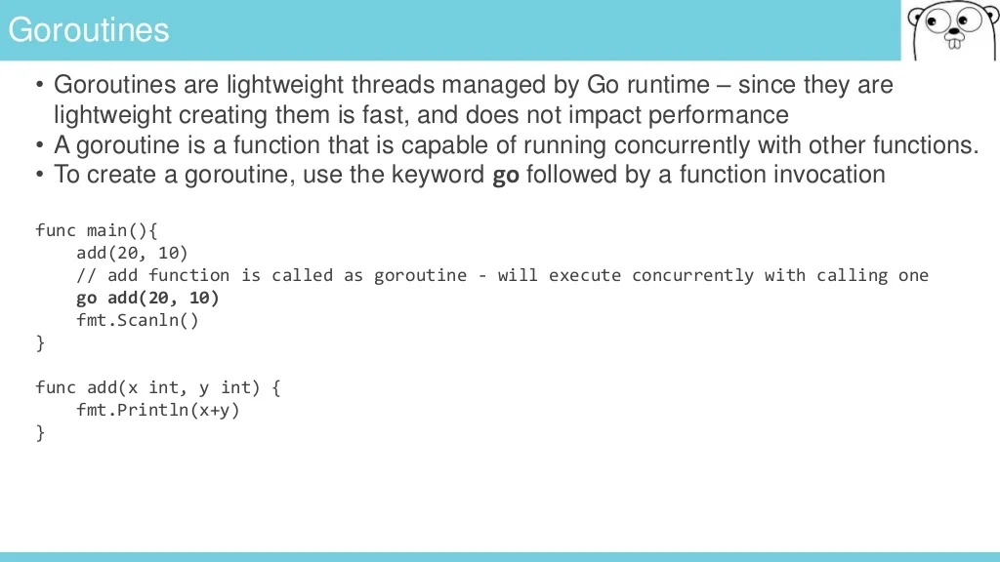 Goroutines
• Goroutines are lightweight threads managed by Go runtime – since they are
lightweight creating them is fast, and does not impact performance
• A goroutine is a function that is capable of running concurrently with other functions.
• To create a goroutine, use the keyword go followed by a function invocation
func main(){
    add(20, 10)
    // add function is called as goroutine - will execute concurrently with calling one
    go add(20, 10)
    fmt.Scanln()
}
func add(x int, y int) {
    fmt.Println(x+y)
}